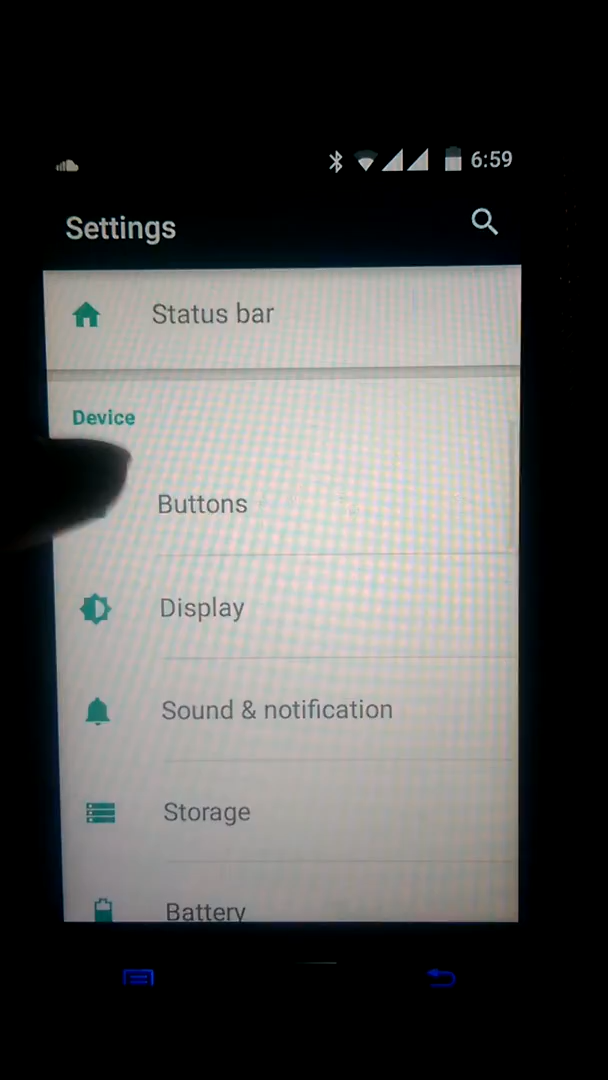 6:59
Settings
Status bar
Device
Buttons
Display
Sound & notification
Storage
Battery